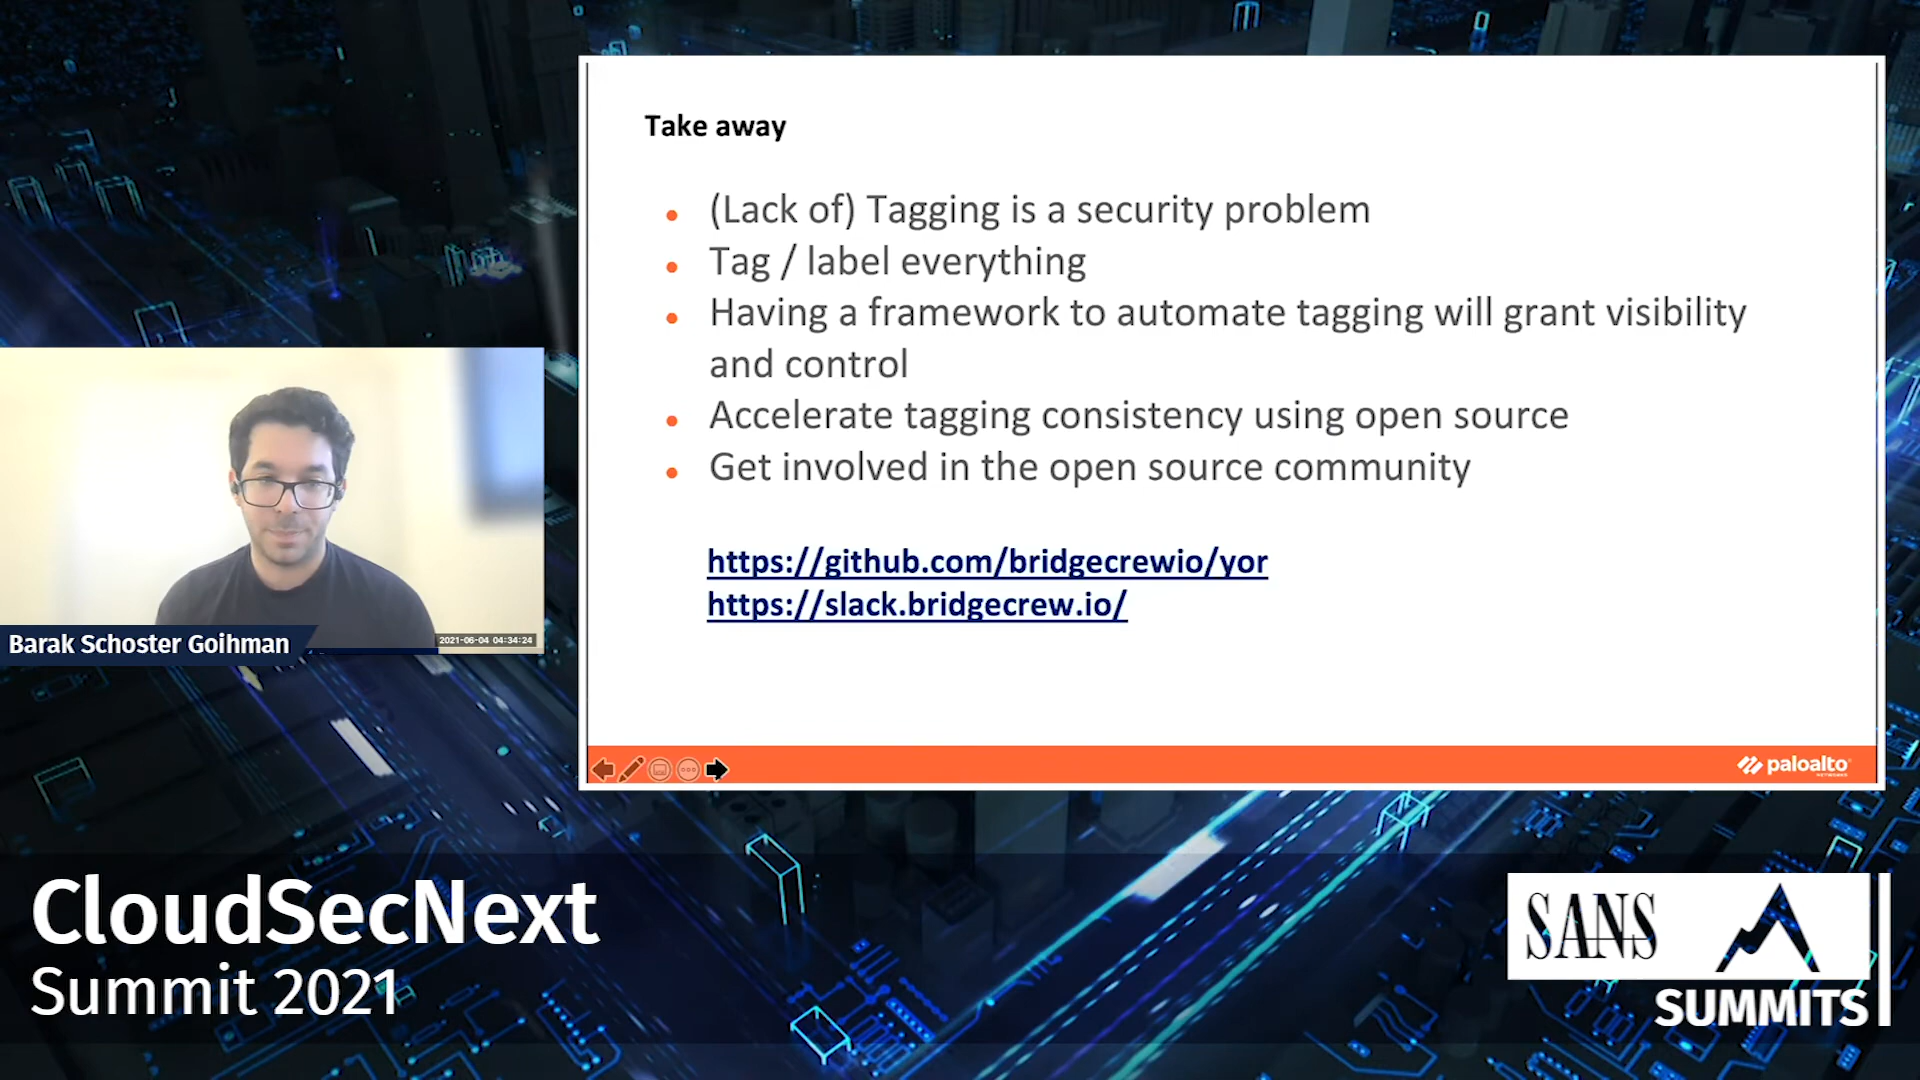 Take away
(Lack of) Tagging is a security problem
Tag / label everything
Having a framework to automate tagging will grant visibility
and control
Accelerate tagging consistency using open source
Get involved in the open source community
https://github.com/bridgecrewio/yor
https://slack.bridgecrew.io/
paloalto
NETWORKS
Barak Schoster Goihman
2021-06-04 04:34:24
CloudSecNext
Summit 2021
SANS
SUMMITS